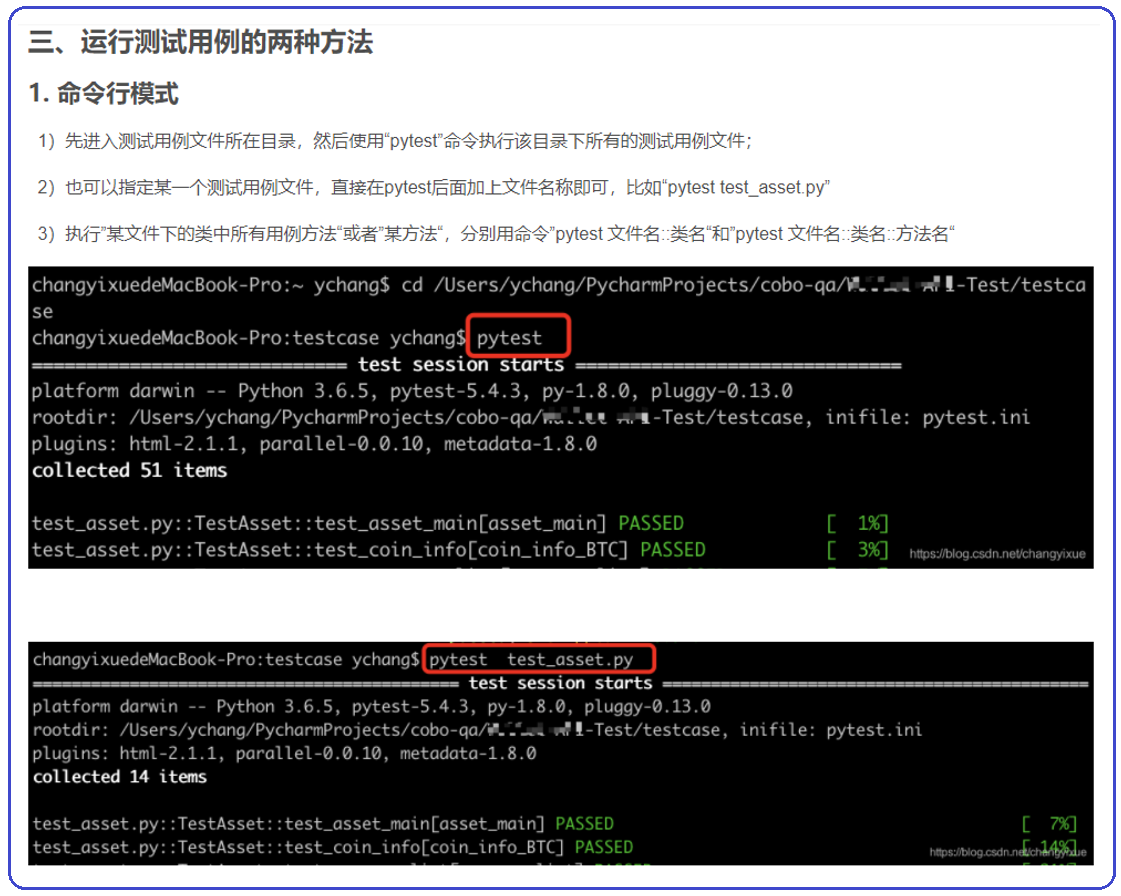 三、运行测试用例的两种方法
1. 命令行模式
1）先进入测试用例文件所在目录，然后使用“pytest”命令执行该目录下所有的测试用例文件；
2）也可以指定某一个测试用例文件，直接在pytest后面加上文件名称即可，比如“pytest test_asset.py”
3）执行”某文件下的类中所有用例方法“或者”某方法“，分别用命令”pytest 文件名::类名“和”pytest 文件名::类名::方法名“
changyixuedeMacBook-Pro:~ ychang$ cd /Users/ychang/PycharmProjects/cobo-qa/-Test/testca
se
changyixuedeMacBook-Pro:testcase ychang$ pytest
============================= test session starts ==============================
platform darwin -- Python 3.6.5, pytest-5.4.3, py-1.8.0, pluggy-0.13.0
rootdir: /Users/ychang/PycharmProjects/cobo-qa/-Test/testcase, inifile: pytest.ini
plugins: html-2.1.1, parallel-0.0.10, metadata-1.8.0
collected 51 items
test_asset.py::TestAsset::test_asset_main[asset_main] PASSED [  1%]
test_asset.py::TestAsset::test_coin_info[coin_info_BTC] PASSED [  3%]
https://blog.csdn.net/changyixue
changyixuedeMacBook-Pro:testcase ychang$ pytest  test_asset.py
========================================== test session starts ==========================================
platform darwin -- Python 3.6.5, pytest-5.4.3, py-1.8.0, pluggy-0.13.0
rootdir: /Users/ychang/PycharmProjects/cobo-qa/-Test/testcase, inifile: pytest.ini
plugins: html-2.1.1, parallel-0.0.10, metadata-1.8.0
collected 14 items
test_asset.py::TestAsset::test_asset_main[asset_main] PASSED [  7%]
test_asset.py::TestAsset::test_coin_info[coin_info_BTC] PASSED [ 14%]
https://blog.csdn.net/changyixue